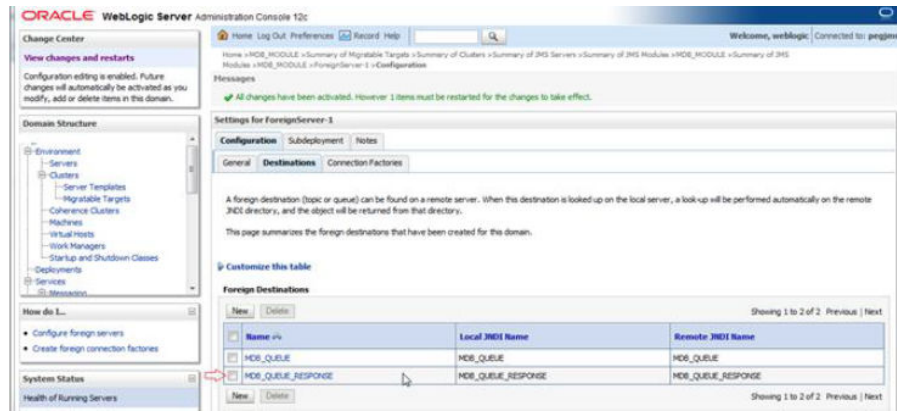 ORACLE WebLogic Server Administration Console 12c
Change Center
View changes and restarts
Configuration editing is enabled. Future
changes will automatically be activated as you
modify, add or delete items in this domain.
Domain Structure
Environment
Servers
Clusters
Server Templates
Migratable Targets
Coherence Clusters
Machines
Virtual Hosts
Work Managers
Startup and Shutdown Classes
Deployments
Services
Messaging
How do I...
Configure foreign servers
Create foreign connection factories
System Status
Health of Running Servers
Home Log Out Preferences Record Help
Welcome, weblogic Connected to:
Home >MDB_MODULE >Summary of Migratable Targets >Summary of Clusters >Summary of JMS Servers >Summary of JMS Modules >MDB_MODULE >Summary of JMS
Modules >MDB_MODULE >ForeignServer-1 >Configuration
Messages
All changes have been activated. However 1 items must be restarted for the changes to take effect.
Settings for ForeignServer-1
Configuration Subdeployment Notes
General Destinations Connection Factories
A foreign destination (topic or queue) can be found on a remote server. When this destination is looked up on the local server, a look-up will be performed automatically on the remote
JNDI directory, and the object will be returned from that directory.
This page summarizes the foreign destinations that have been created for this domain.
Customize this table
Foreign Destinations
New Delete Showing 1 to 2 of 2 Previous | Next
Name Local JNDI Name Remote JNDI Name
MDB_QUEUE MDB_QUEUE MDB_QUEUE
MDB_QUEUE_RESPONSE MDB_QUEUE_RESPONSE MDB_QUEUE_RESPONSE
New Delete Showing 1 to 2 of 2 Previous | Next